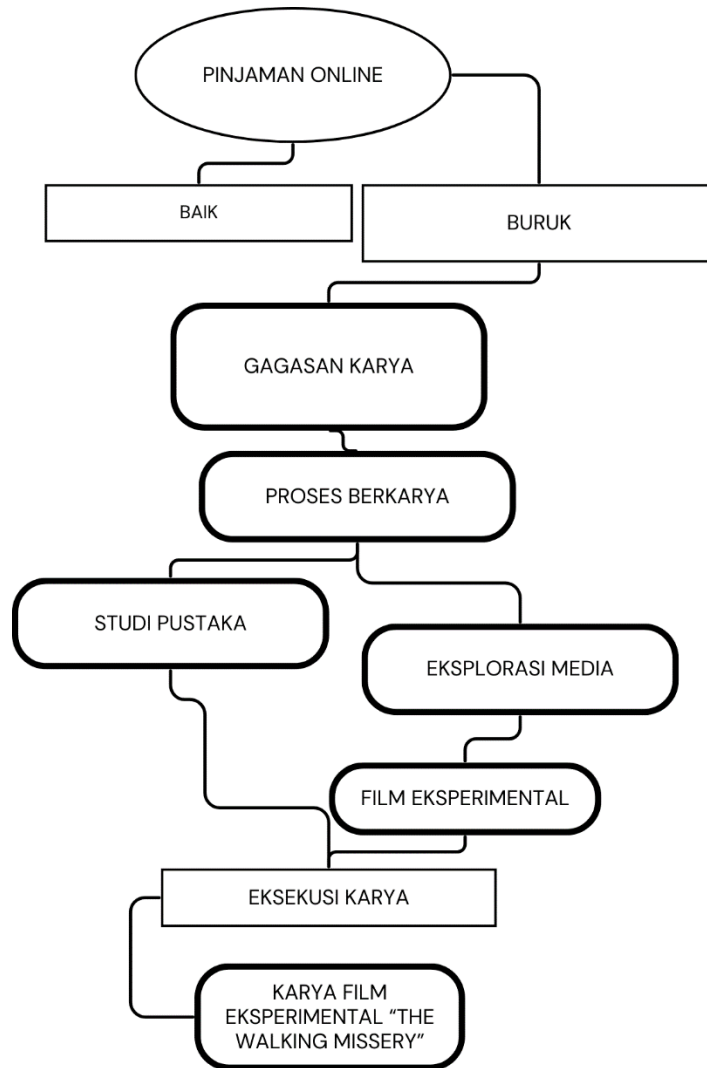 PINJAMAN ONLINE
BAIK
BURUK
GAGASAN KARYA
PROSES BERKARYA
STUDI PUSTAKA
EKSPLORASI MEDIA
FILM EKSPERIMENTAL
EKSEKUSI KARYA
KARYA FILM
EKSPERIMENTAL “THE
WALKING MISSERY”